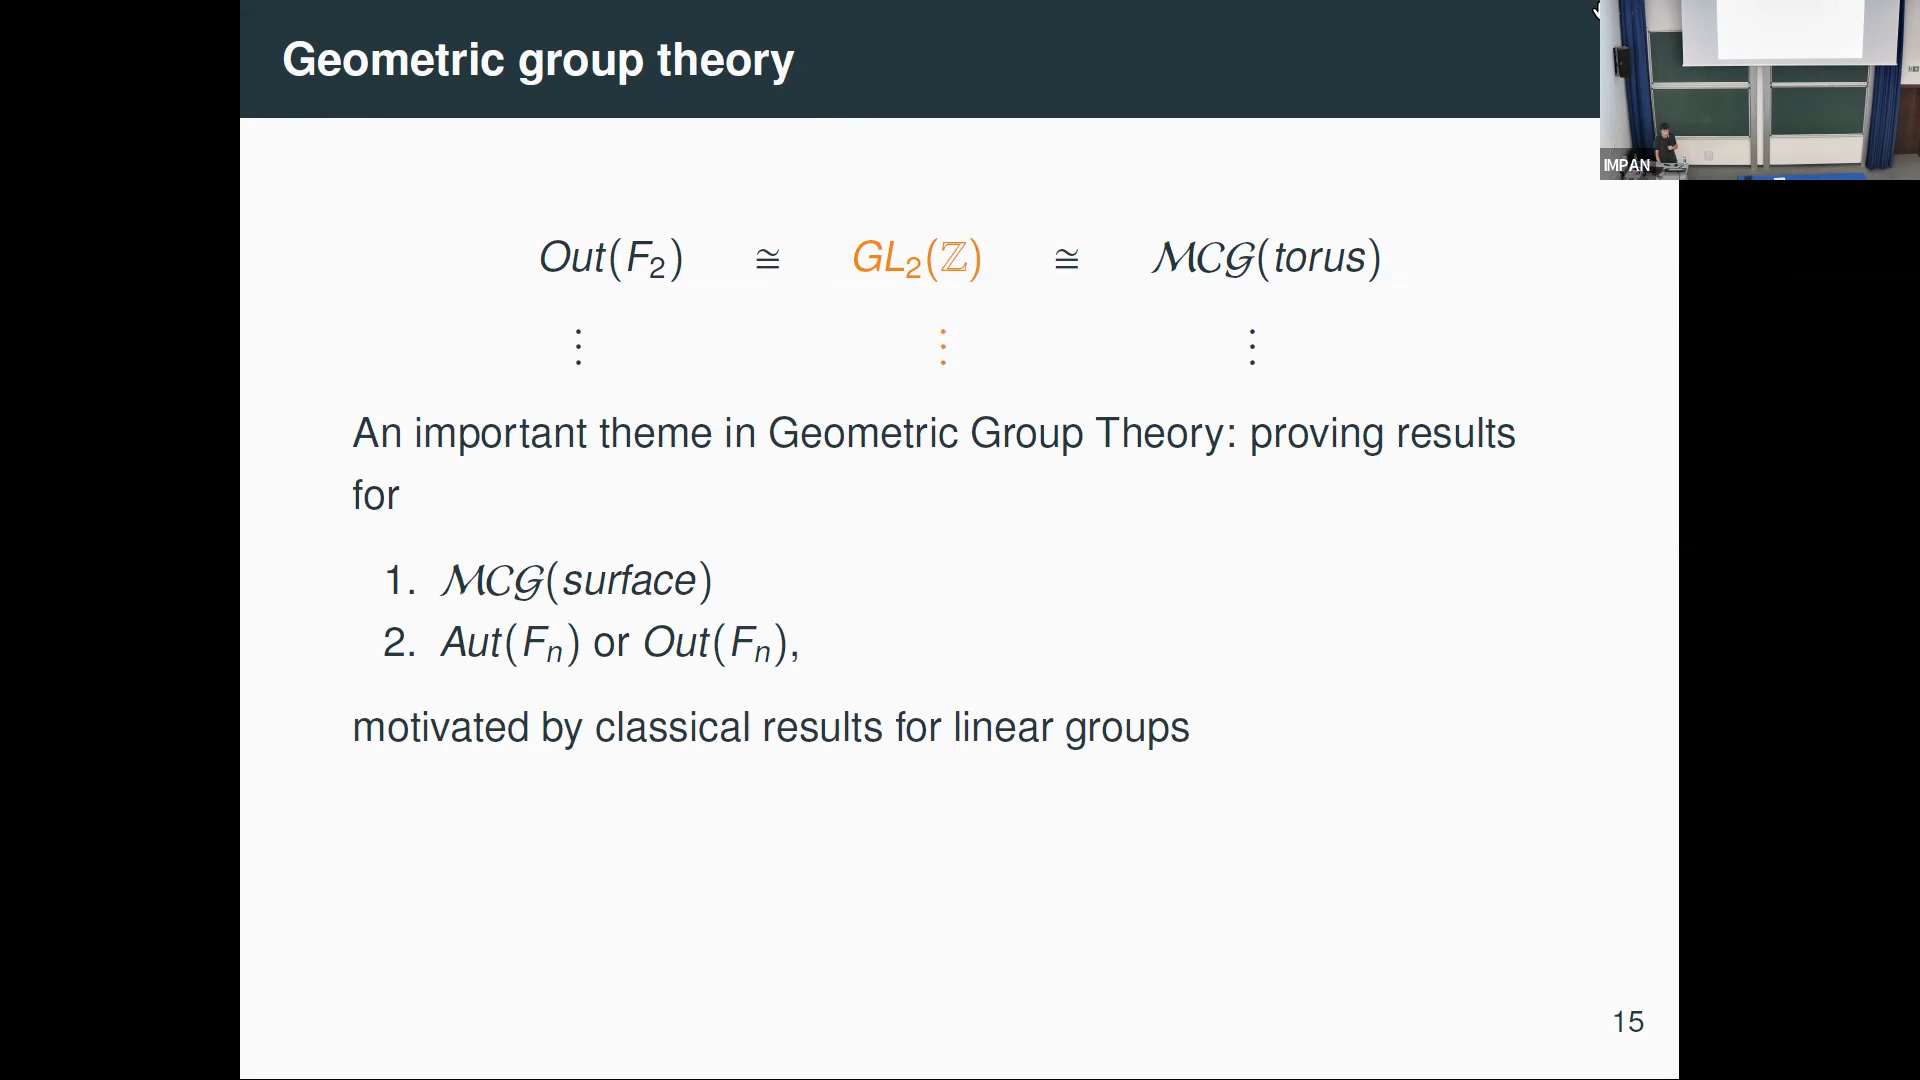 Geometric group theory
IMPAN
Out(F₂) ≅ GL₂(ℤ) ≅ ℳ𝒞𝒢(torus)
⋮ ⋮ ⋮
An important theme in Geometric Group Theory: proving results
for
1. ℳ𝒞𝒢(surface)
2. Aut(Fₙ) or Out(Fₙ),
motivated by classical results for linear groups
15